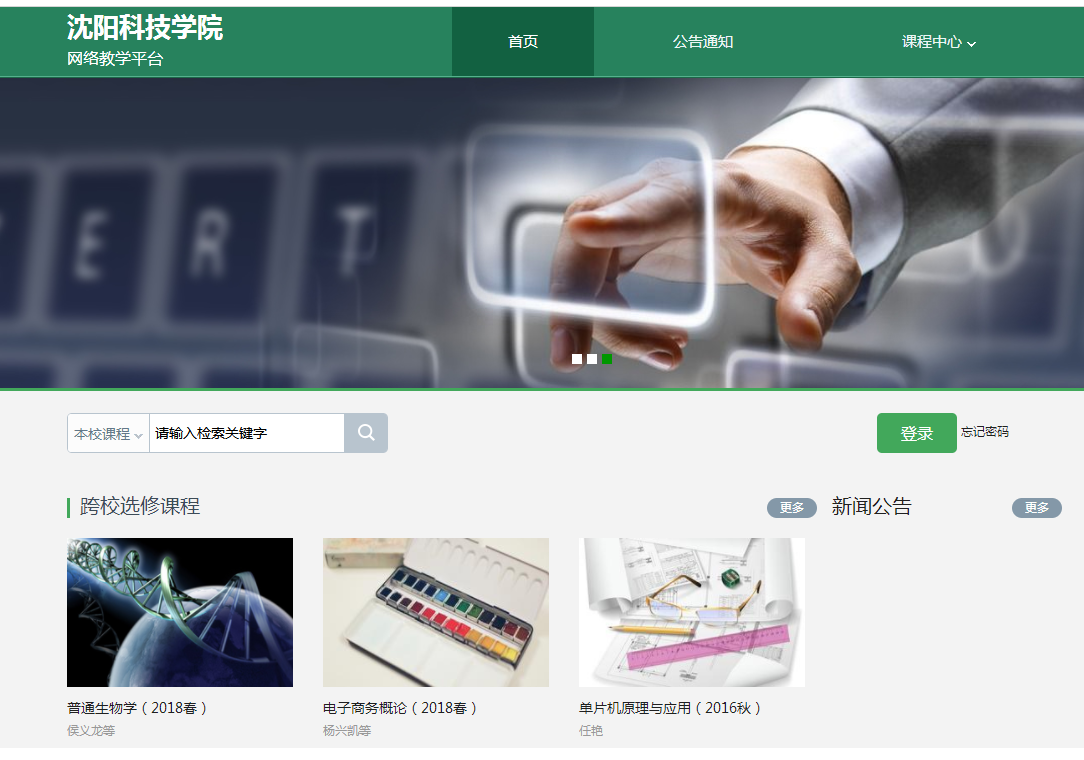 沈阳科技学院
网络教学平台
首页
公告通知
课程中心
E
R
T
本校课程
请输入检索关键字
登录
忘记密码
跨校选修课程
更多
新闻公告
更多
普通生物学（2018春）
侯义龙等
电子商务概论（2018春）
杨兴凯等
单片机原理与应用（2016秋）
任艳